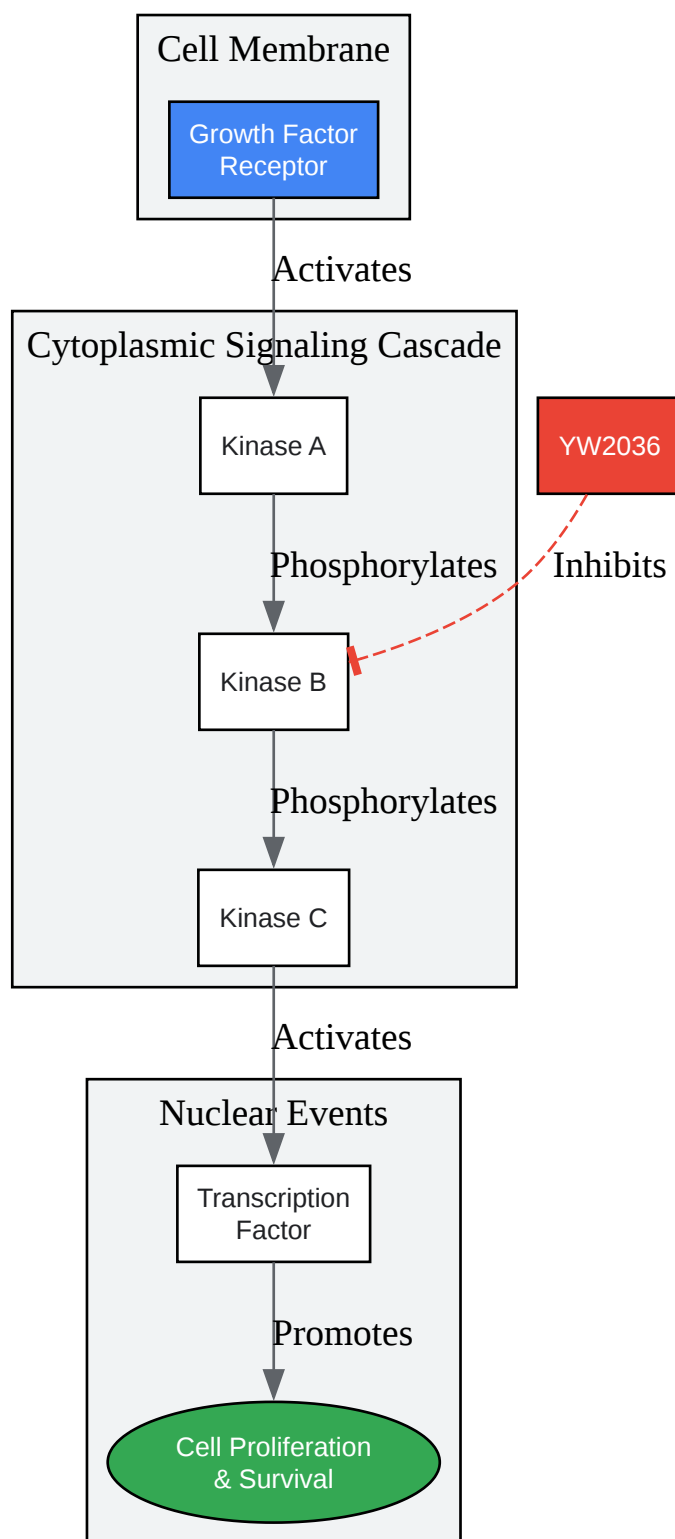 Cell Membrane
Growth Factor
Receptor
Activates
Cytoplasmic Signaling Cascade
Kinase A
YW2036
Phosphorylates
Inhibits
Kinase B
Phosphorylates
Kinase C
Activates
Nuclear Events
Transcription
Factor
Promotes
Cell Proliferation
& Survival